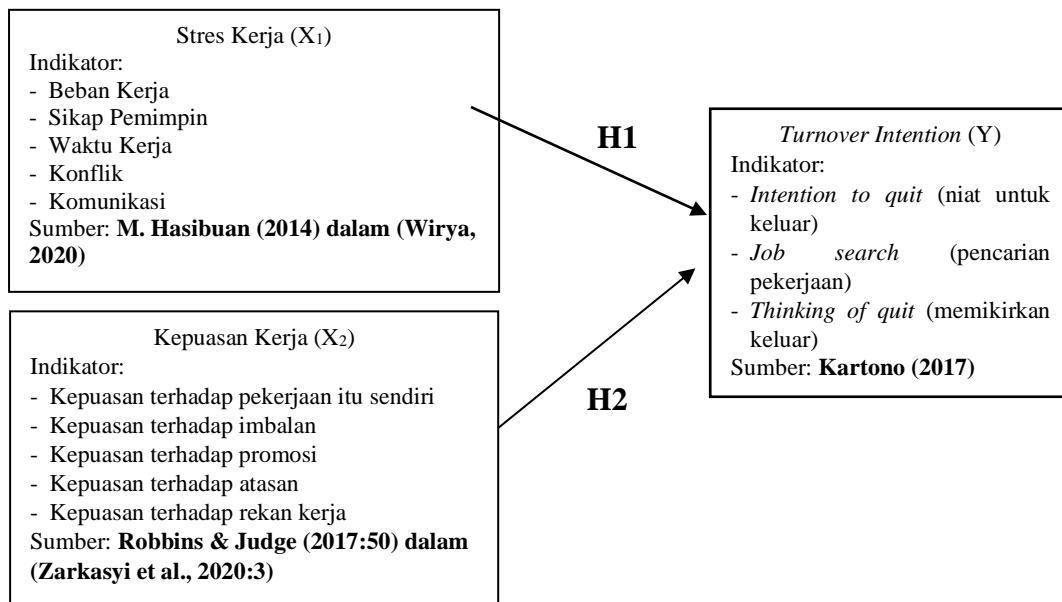 Stres Kerja (X₁)
Indikator:
- Beban Kerja
- Sikap Pemimpin
- Waktu Kerja
- Konflik
- Komunikasi
Sumber: M. Hasibuan (2014) dalam (Wirya,
2020)
H1
Kepuasan Kerja (X₂)
Indikator:
- Kepuasan terhadap pekerjaan itu sendiri
- Kepuasan terhadap imbalan
- Kepuasan terhadap promosi
- Kepuasan terhadap atasan
- Kepuasan terhadap rekan kerja
Sumber: Robbins & Judge (2017:50) dalam
(Zarkasyi et al., 2020:3)
H2
Turnover Intention (Y)
Indikator:
- Intention to quit (niat untuk
keluar)
- Job search (pencarian
pekerjaan)
- Thinking of quit (memikirkan
keluar)
Sumber: Kartono (2017)